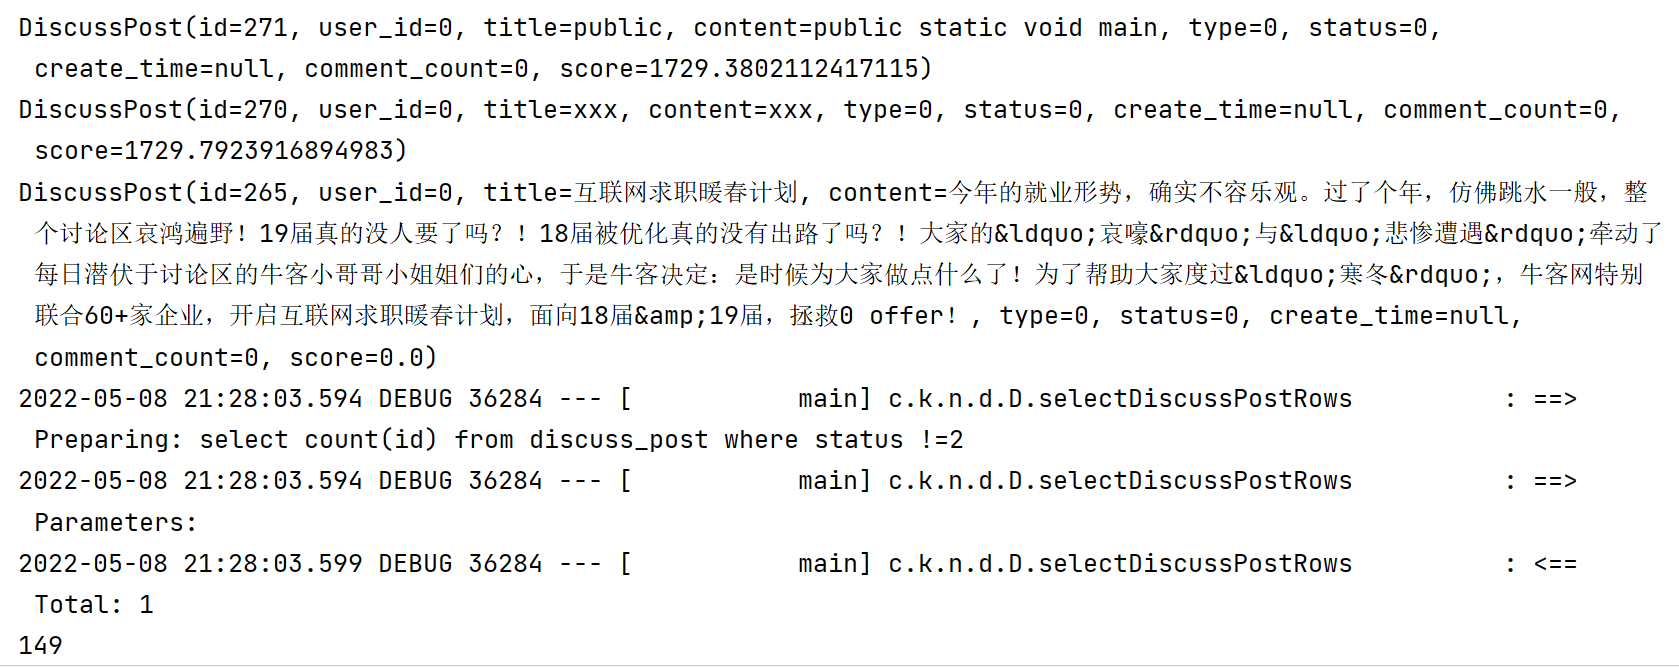 DiscussPost(id=271, user_id=0, title=public, content=public static void main, type=0, status=0,
create_time=null, comment_count=0, score=1729.3802112417115)
DiscussPost(id=270, user_id=0, title=xxx, content=xxx, type=0, status=0, create_time=null, comment_count=0,
score=1729.7923916894983)
DiscussPost(id=265, user_id=0, title=互联网求职暖春计划, content=今年的就业形势，确实不容乐观。过了个年，仿佛跳水一般，整
个讨论区哀鸿遍野！19届真的没人要了吗？！18届被优化真的没有出路了吗？！大家的&ldquo;哀嚎&rdquo;与&ldquo;悲惨遭遇&rdquo;牵动了
每日潜伏于讨论区的牛客小哥哥小姐姐们的心，于是牛客决定：是时候为大家做点什么了！为了帮助大家度过&ldquo;寒冬&rdquo;，牛客网特别
联合60+家企业，开启互联网求职暖春计划，面向18届&amp;19届，拯救0 offer！, type=0, status=0, create_time=null,
comment_count=0, score=0.0)
2022-05-08 21:28:03.594 DEBUG 36284 --- [           main] c.k.n.d.D.selectDiscussPostRows          : ==>
Preparing: select count(id) from discuss_post where status !=2
2022-05-08 21:28:03.594 DEBUG 36284 --- [           main] c.k.n.d.D.selectDiscussPostRows          : ==>
Parameters:
2022-05-08 21:28:03.599 DEBUG 36284 --- [           main] c.k.n.d.D.selectDiscussPostRows          : <==
Total: 1
149